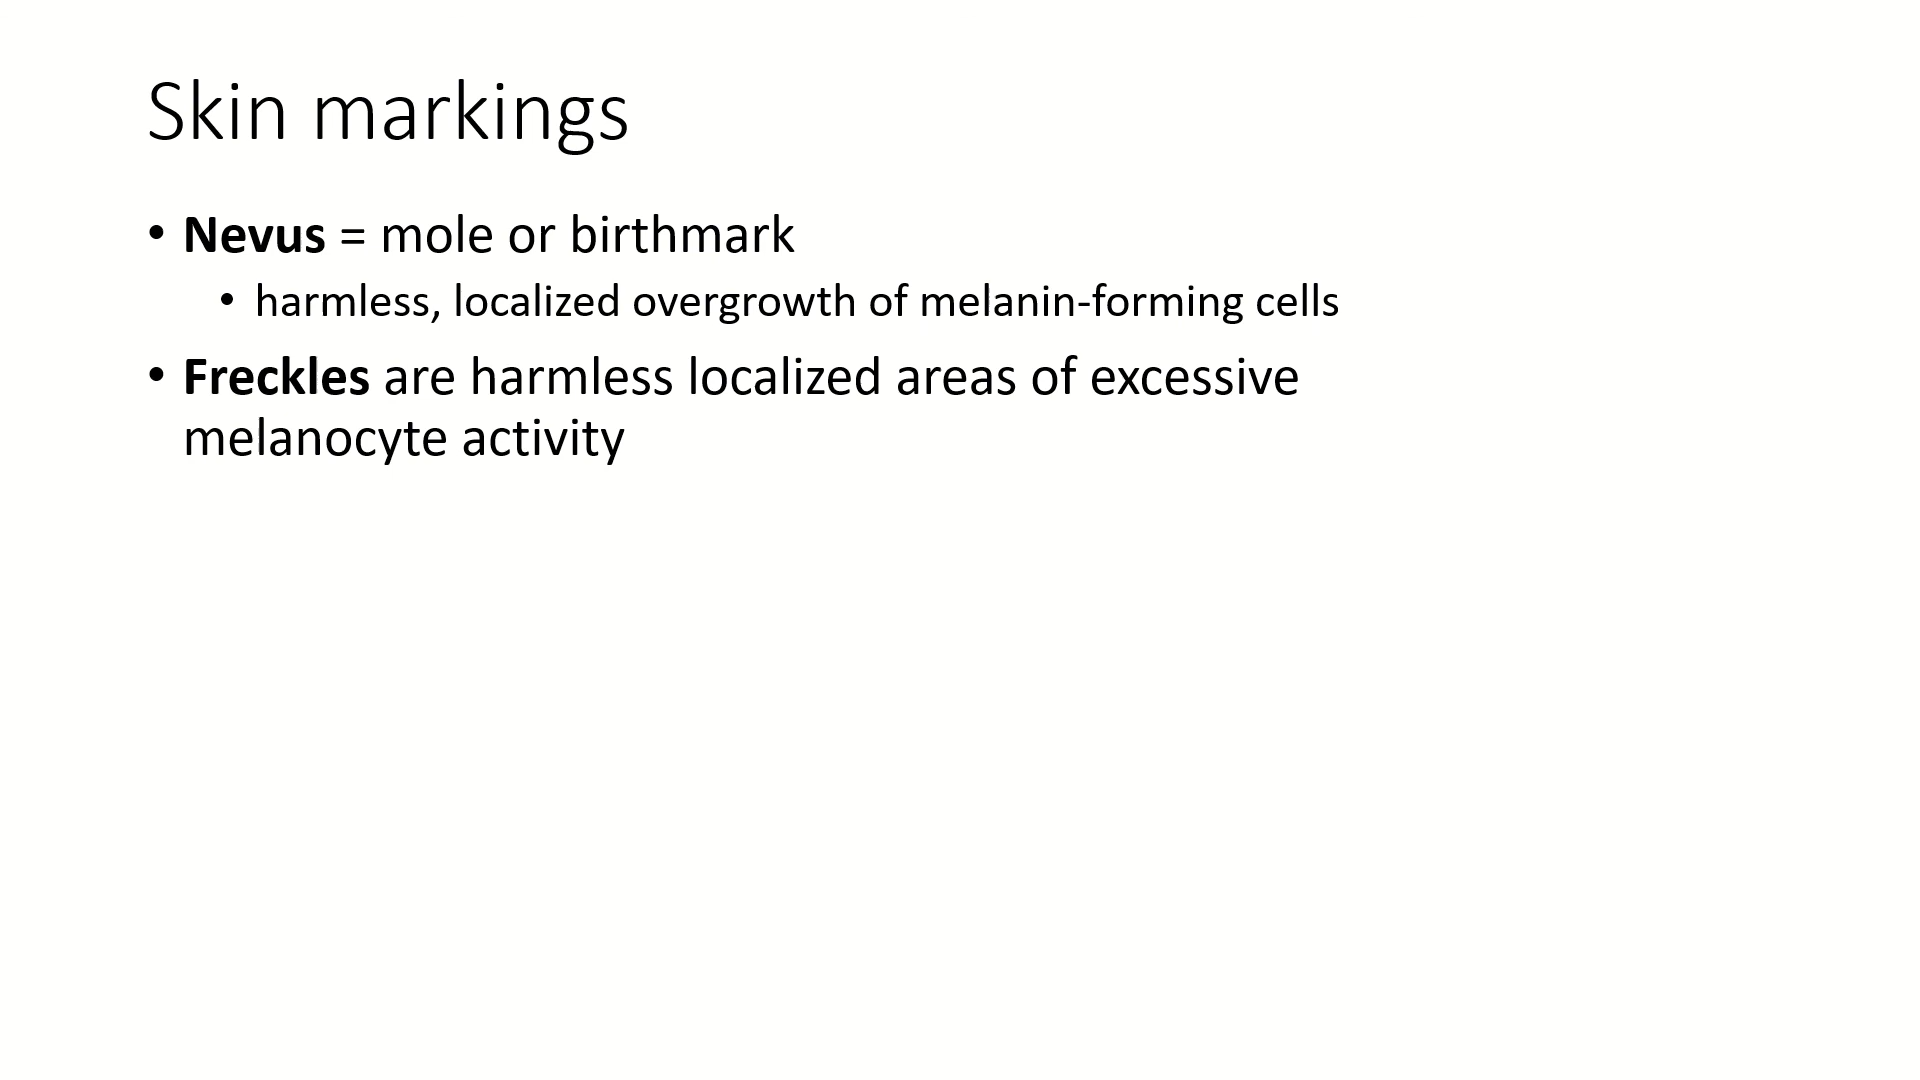 Skin markings
• Nevus = mole or birthmark
• harmless, localized overgrowth of melanin-forming cells
• Freckles are harmless localized areas of excessive
melanocyte activity